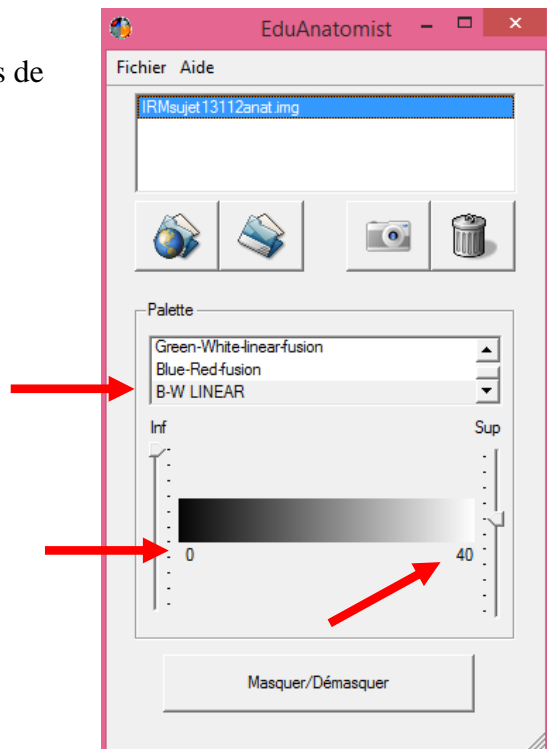 EduAnatomist
s de
Fichier Aide
IRMsujet13112anat.img
Palette
Green-White-linear-fusion
Blue-Red-fusion
B-W LINEAR
Inf Sup
0 40
Masquer/Démasquer